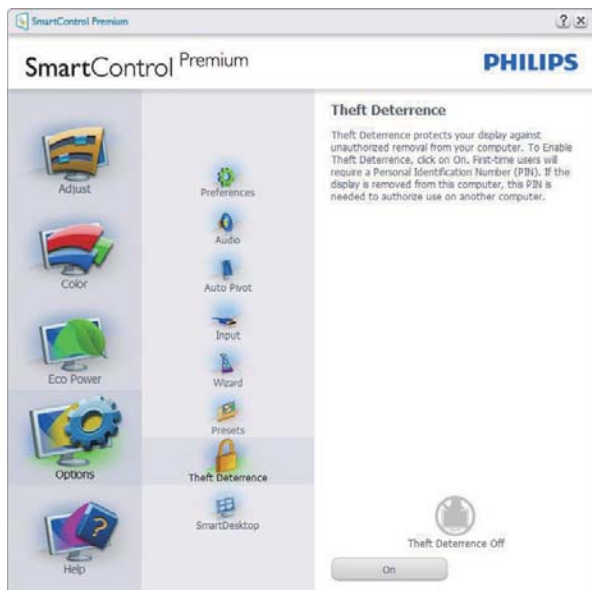 SmartControl Premium
SmartControl Premium
PHILIPS
Adjust
Color
Eco Power
Options
Help
Preferences
Audio
Auto Pivot
Input
Wizard
Presets
Theft Deterrence
SmartDesktop
Theft Deterrence
Theft Deterrence protects your display against
unauthorized removal from your computer. To Enable
Theft Deterrence, click on On. First-time users will
require a Personal Identification Number (PIN). If the
display is removed from this computer, this PIN is
needed to authorize use on another computer.
Theft Deterrence Off
On